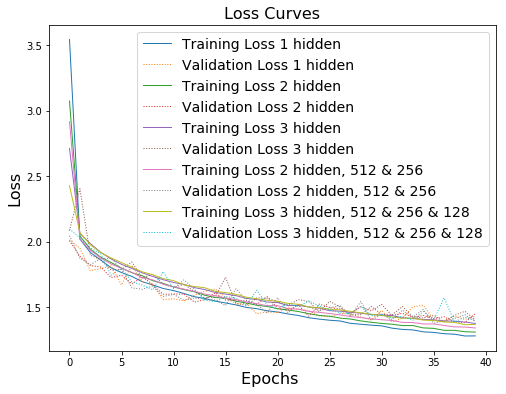 Loss Curves
Training Loss 1 hidden
Validation Loss 1 hidden
Training Loss 2 hidden
Validation Loss 2 hidden
Training Loss 3 hidden
Validation Loss 3 hidden
Training Loss 2 hidden, 512 & 256
Validation Loss 2 hidden, 512 & 256
Training Loss 3 hidden, 512 & 256 & 128
Validation Loss 3 hidden, 512 & 256 & 128
Loss
3.5
3.0
2.5
2.0
1.5
0 5 10 15 20 25 30 35 40
Epochs